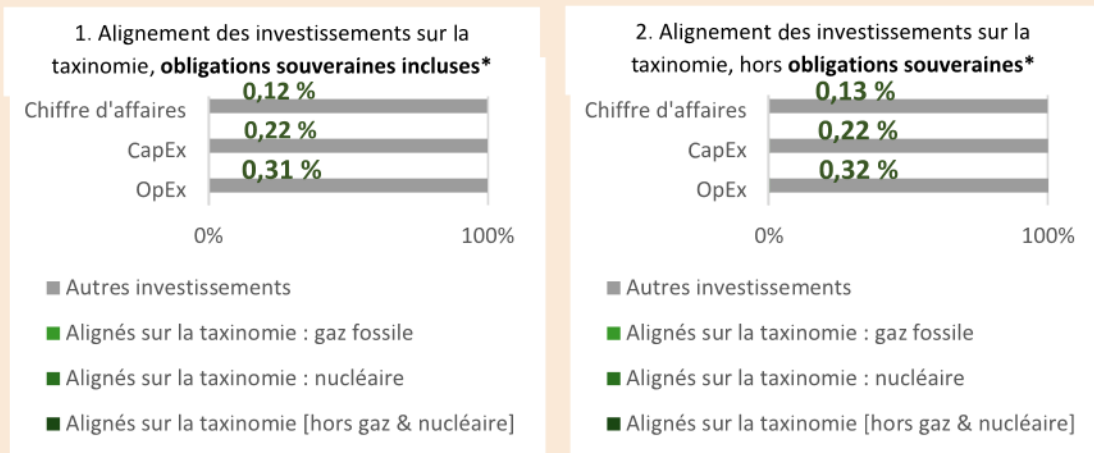 1. Alignement des investissements sur la
taxinomie, obligations souveraines incluses*
Chiffre d'affaires
0,12 %
CapEx
0,22 %
OpEx
0,31 %
0%
100%
Autres investissements
Alignés sur la taxinomie : gaz fossile
Alignés sur la taxinomie : nucléaire
Alignés sur la taxinomie [hors gaz & nucléaire]
2. Alignement des investissements sur la
taxinomie, hors obligations souveraines*
Chiffre d'affaires
0,13 %
CapEx
0,22 %
OpEx
0,32 %
0%
100%
Autres investissements
Alignés sur la taxinomie : gaz fossile
Alignés sur la taxinomie : nucléaire
Alignés sur la taxinomie [hors gaz & nucléaire]